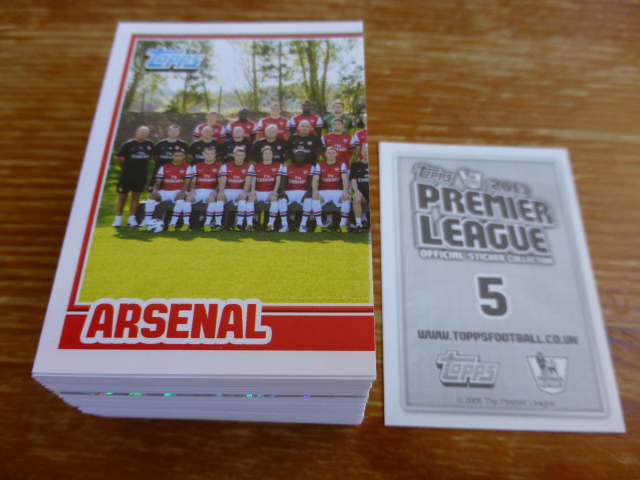 topps
ARSENAL
topps 2013
PREMIER
LEAGUE
OFFICIAL STICKER COLLECTION
5
WWW.TOPPSFOOTBALL.CO.UK
topps
© 2006 The Premier League